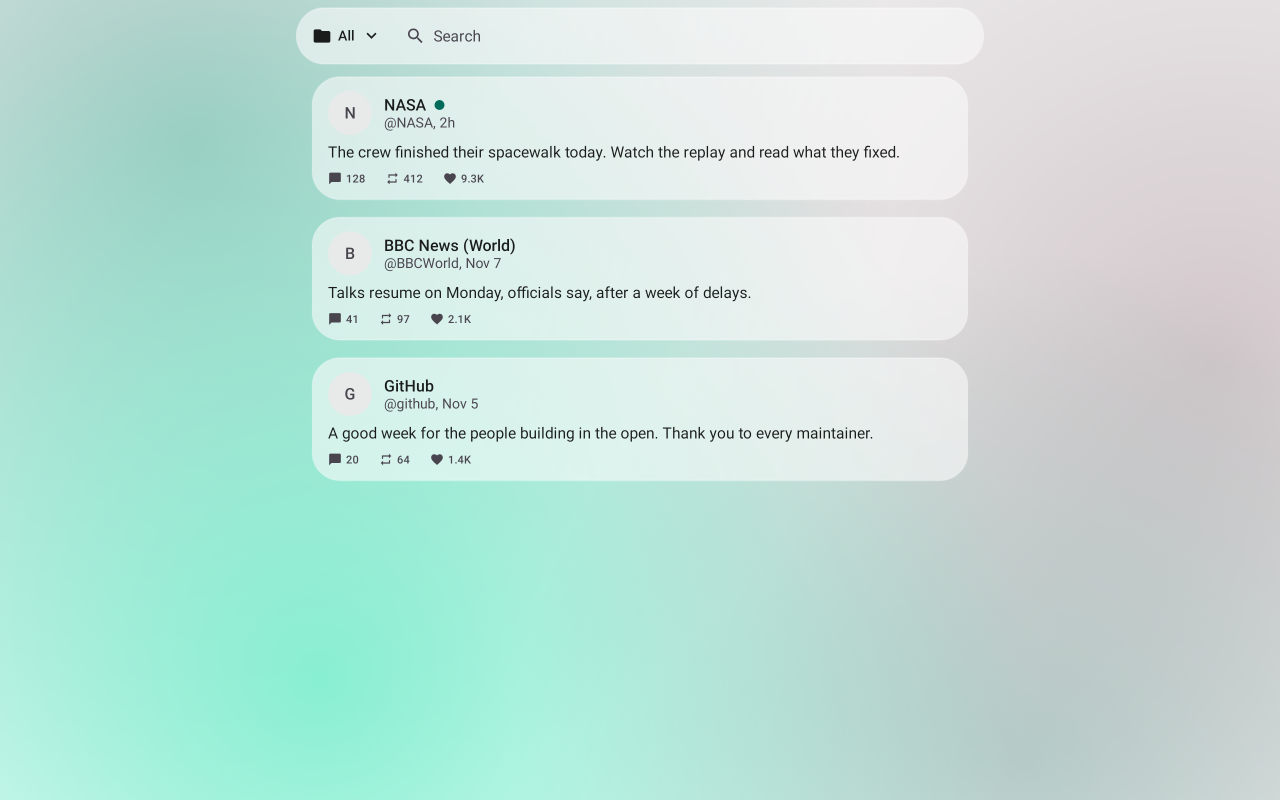 All
Search
N
NASA
@NASA, 2h
The crew finished their spacewalk today. Watch the replay and read what they fixed.
128 412 9.3K
B
BBC News (World)
@BBCWorld, Nov 7
Talks resume on Monday, officials say, after a week of delays.
41 97 2.1K
G
GitHub
@github, Nov 5
A good week for the people building in the open. Thank you to every maintainer.
20 64 1.4K